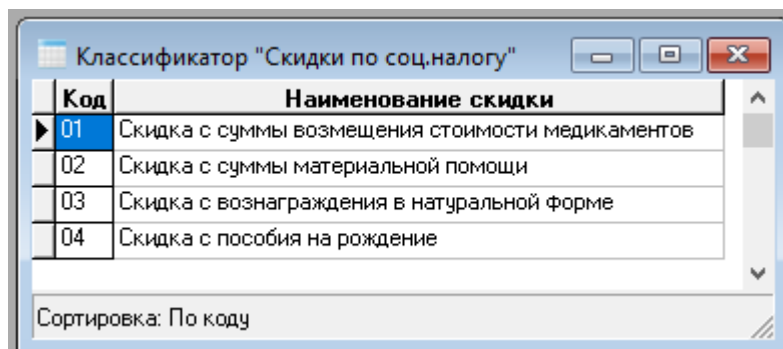 Классификатор "Скидки по соц.налогу"
Код Наименование скидки
01 Скидка с суммы возмещения стоимости медикаментов
02 Скидка с суммы материальной помощи
03 Скидка с вознаграждения в натуральной форме
04 Скидка с пособия на рождение
Сортировка: По коду